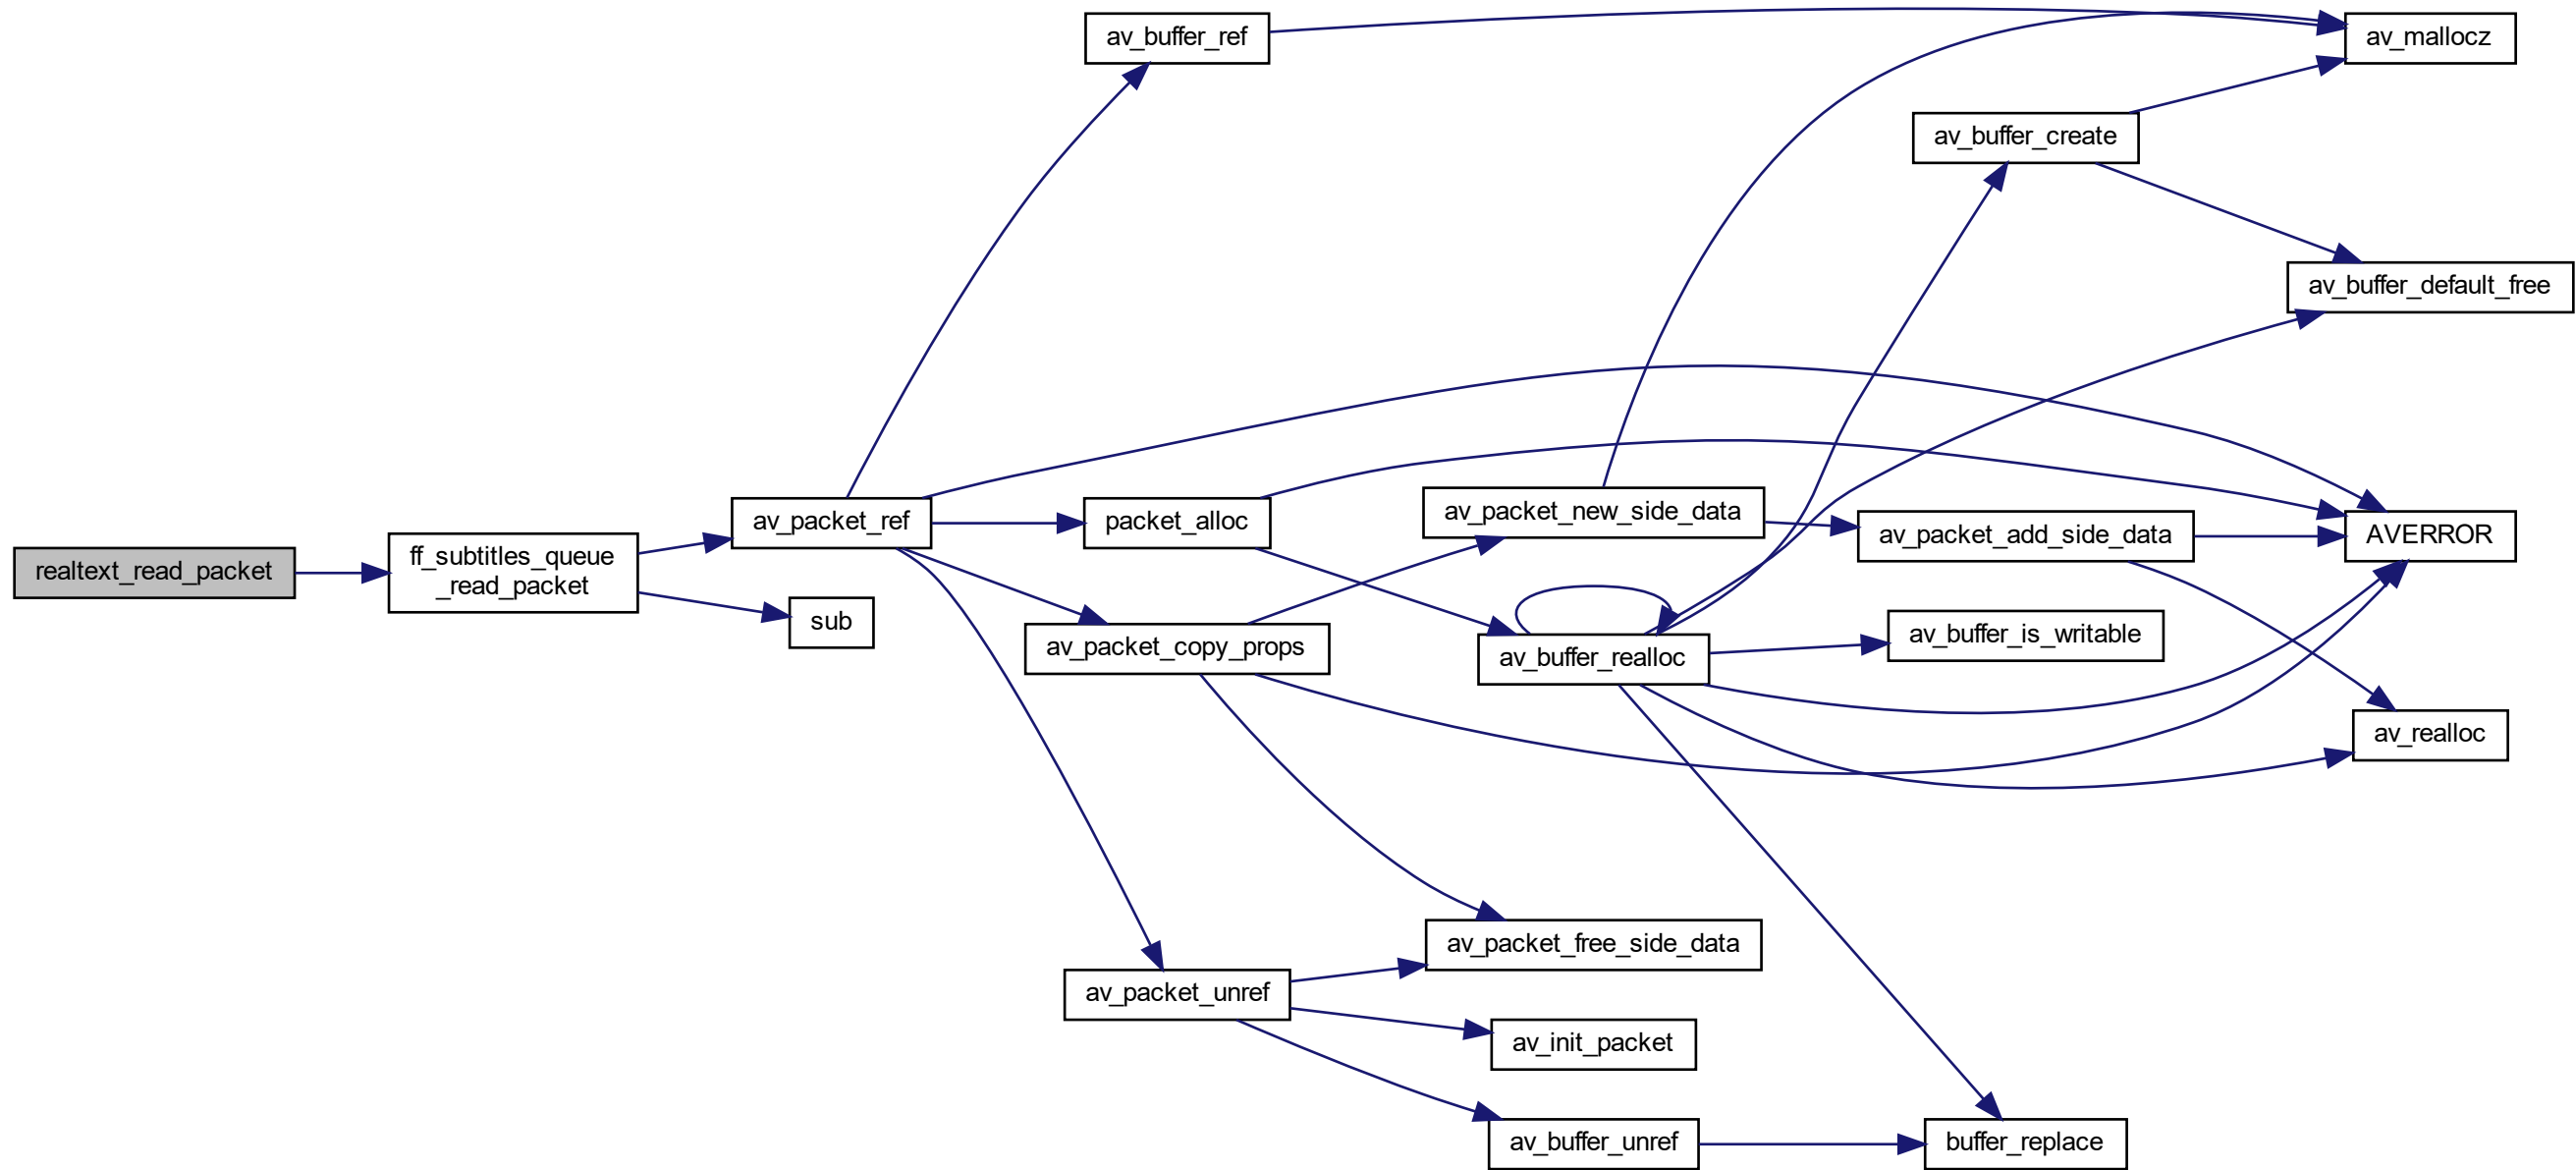 av_buffer_ref
av_mallocz
av_buffer_create
av_buffer_default_free
av_packet_ref
packet_alloc
av_packet_new_side_data
av_packet_add_side_data
AVERROR
realtext_read_packet
ff_subtitles_queue
_read_packet
sub
av_packet_copy_props
av_buffer_realloc
av_buffer_is_writable
av_realloc
av_packet_free_side_data
av_packet_unref
av_init_packet
av_buffer_unref
buffer_replace